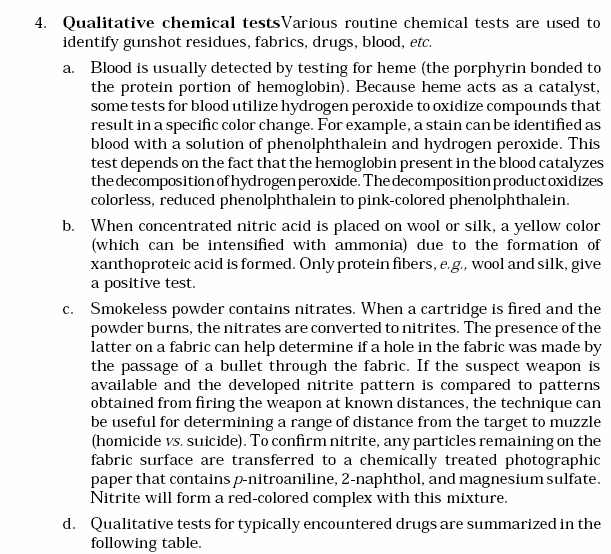 4. Qualitative chemical testsVarious routine chemical tests are used to
identify gunshot residues, fabrics, drugs, blood, etc.
a. Blood is usually detected by testing for heme (the porphyrin bonded to
the protein portion of hemoglobin). Because heme acts as a catalyst,
some tests for blood utilize hydrogen peroxide to oxidize compounds that
result in a specific color change. For example, a stain can be identified as
blood with a solution of phenolphthalein and hydrogen peroxide. This
test depends on the fact that the hemoglobin present in the blood catalyzes
the decomposition of hydrogen peroxide. The decomposition product oxidizes
colorless, reduced phenolphthalein to pink-colored phenolphthalein.
b. When concentrated nitric acid is placed on wool or silk, a yellow color
(which can be intensified with ammonia) due to the formation of
xanthoproteic acid is formed. Only protein fibers, e.g., wool and silk, give
a positive test.
c. Smokeless powder contains nitrates. When a cartridge is fired and the
powder burns, the nitrates are converted to nitrites. The presence of the
latter on a fabric can help determine if a hole in the fabric was made by
the passage of a bullet through the fabric. If the suspect weapon is
available and the developed nitrite pattern is compared to patterns
obtained from firing the weapon at known distances, the technique can
be useful for determining a range of distance from the target to muzzle
(homicide vs. suicide). To confirm nitrite, any particles remaining on the
fabric surface are transferred to a chemically treated photographic
paper that contains p-nitroaniline, 2-naphthol, and magnesium sulfate.
Nitrite will form a red-colored complex with this mixture.
d. Qualitative tests for typically encountered drugs are summarized in the
following table.